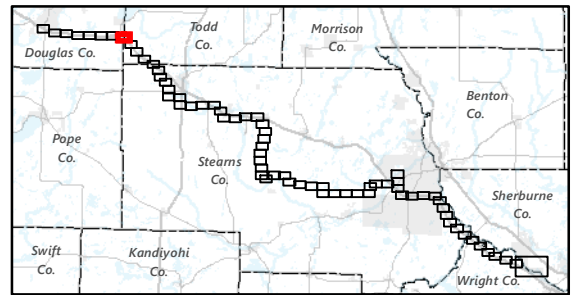 Todd
Co.
Morrison
Co.
Douglas Co.
Benton
Co.
Pope
Co.
Stearns
Co.
Sherburne
Co.
Swift
Co.
Kandiyohi
Co.
Wright Co.